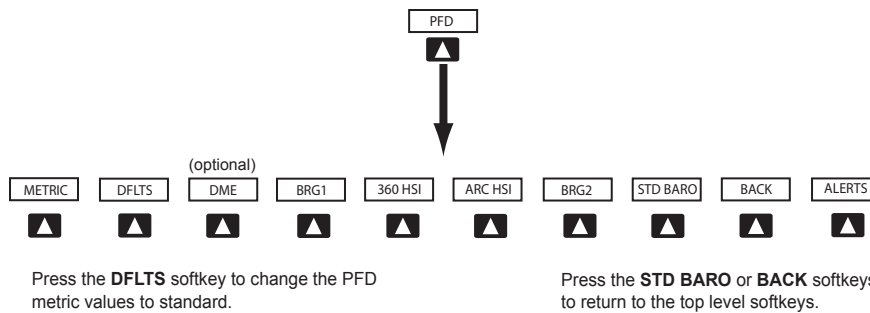 PFD
(optional)
METRIC DFLTS DME BRG1 360 HSI ARC HSI BRG2 STD BARO BACK ALERTS
Press the DFLTS softkey to change the PFD
metric values to standard.
Press the STD BARO or BACK softkeys
to return to the top level softkeys.